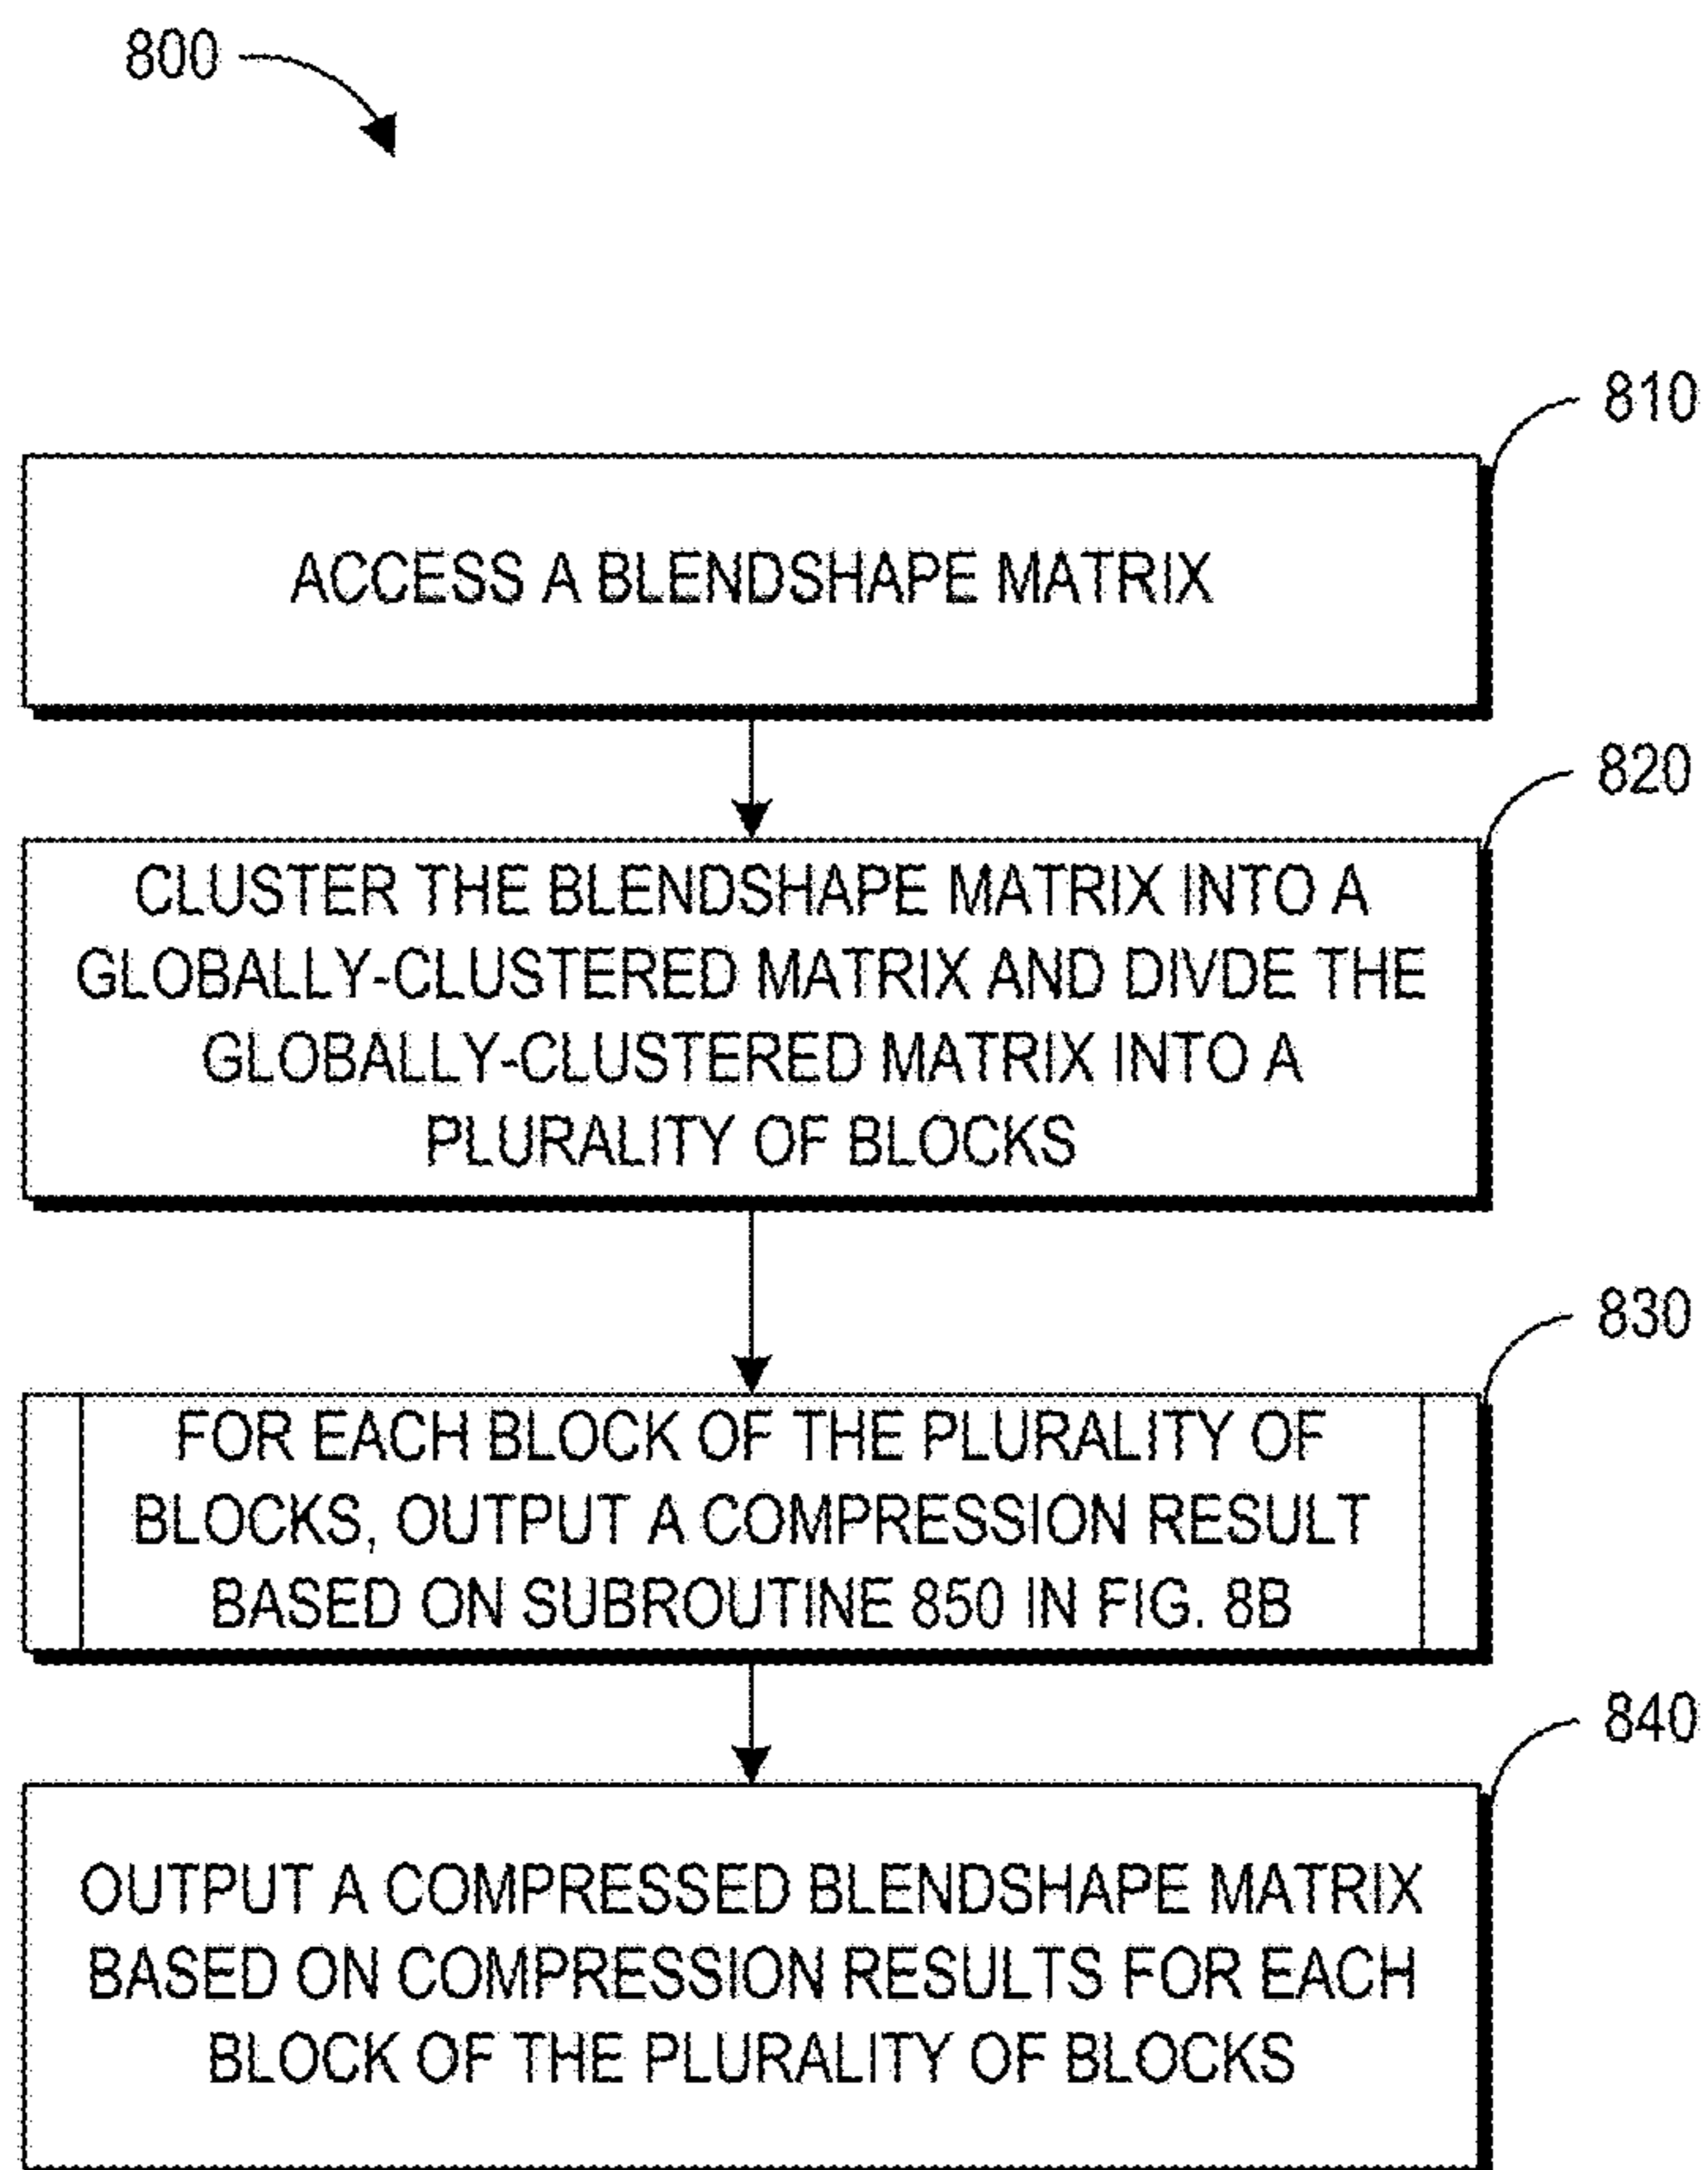 800
810
ACCESS A BLENDSHAPE MATRIX
820
CLUSTER THE BLENDSHAPE MATRIX INTO A
GLOBALLY-CLUSTERED MATRIX AND DIVDE THE
GLOBALLY-CLUSTERED MATRIX INTO A
PLURALITY OF BLOCKS
830
FOR EACH BLOCK OF THE PLURALITY OF
BLOCKS, OUTPUT A COMPRESSION RESULT
BASED ON SUBROUTINE 850 IN FIG. 8B
840
OUTPUT A COMPRESSED BLENDSHAPE MATRIX
BASED ON COMPRESSION RESULTS FOR EACH
BLOCK OF THE PLURALITY OF BLOCKS